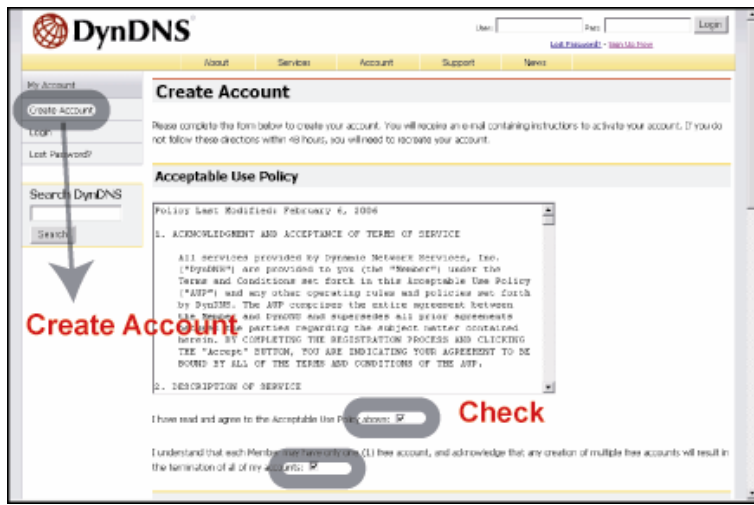 DynDNS
User: Pass: Login
Lost Password? - Sign Up Now
About Services Account Support News
My Account
Create Account
Login
Lost Password?
Search DynDNS
Search
Create Account
Please complete the form below to create your account. You will receive an e-mail containing instructions to activate your account. If you do
not follow these directions within 48 hours, you will need to recreate your account.
Acceptable Use Policy
Policy Last Modified: February 6, 2006
1. ACKNOWLEDGMENT AND ACCEPTANCE OF TERMS OF SERVICE
All services provided by Dynamic Network Services, Inc.
("DynDNS") are provided to you (the "Member") under the
Terms and Conditions set forth in this Acceptable Use Policy
("AUP") and any other operating rules and policies set forth
by DynDNS. The AUP comprises the entire agreement between
the Member and DynDNS and supersedes all prior agreements
between the parties regarding the subject matter contained
herein. BY COMPLETING THE REGISTRATION PROCESS AND CLICKING
THE "Accept" BUTTON, YOU ARE INDICATING YOUR AGREEMENT TO BE
BOUND BY ALL OF THE TERMS AND CONDITIONS OF THE AUP.
2. DESCRIPTION OF SERVICE
Create Account
I have read and agree to the Acceptable Use Policy above:
Check
I understand that each Member may have only one (1) free account, and acknowledge that any creation of multiple free accounts will result in
the termination of all of my accounts: